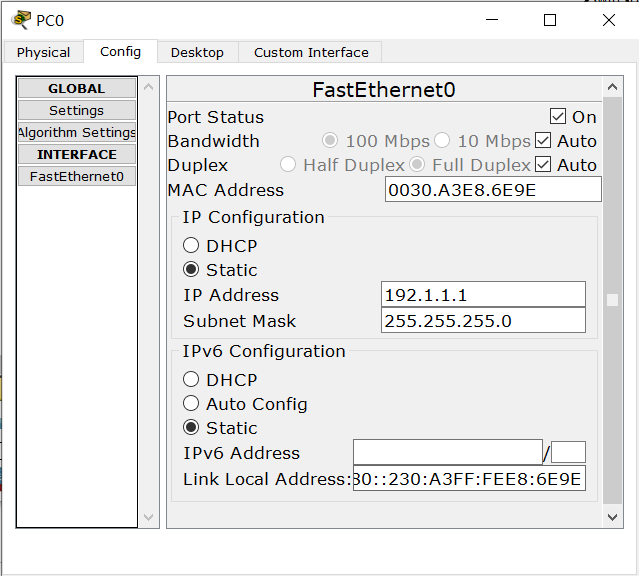 PC0
Physical Config Desktop Custom Interface
GLOBAL
Settings
Algorithm Settings
INTERFACE
FastEthernet0
FastEthernet0
Port Status On
Bandwidth 100 Mbps 10 Mbps Auto
Duplex Half Duplex Full Duplex Auto
MAC Address 0030.A3E8.6E9E
IP Configuration
DHCP
Static
IP Address 192.1.1.1
Subnet Mask 255.255.255.0
IPv6 Configuration
DHCP
Auto Config
Static
IPv6 Address /
Link Local Address: 80::230:A3FF:FEE8:6E9E